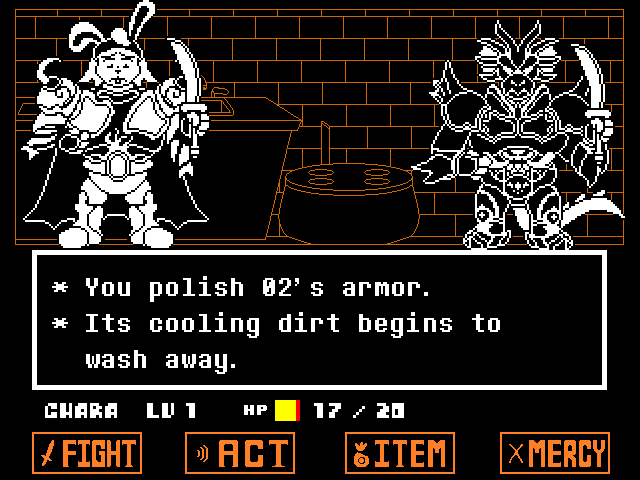 * You polish 02's armor.
* Its cooling dirt begins to
wash away.
CHARA LV 1 HP 17 / 20
FIGHT ACT ITEM MERCY